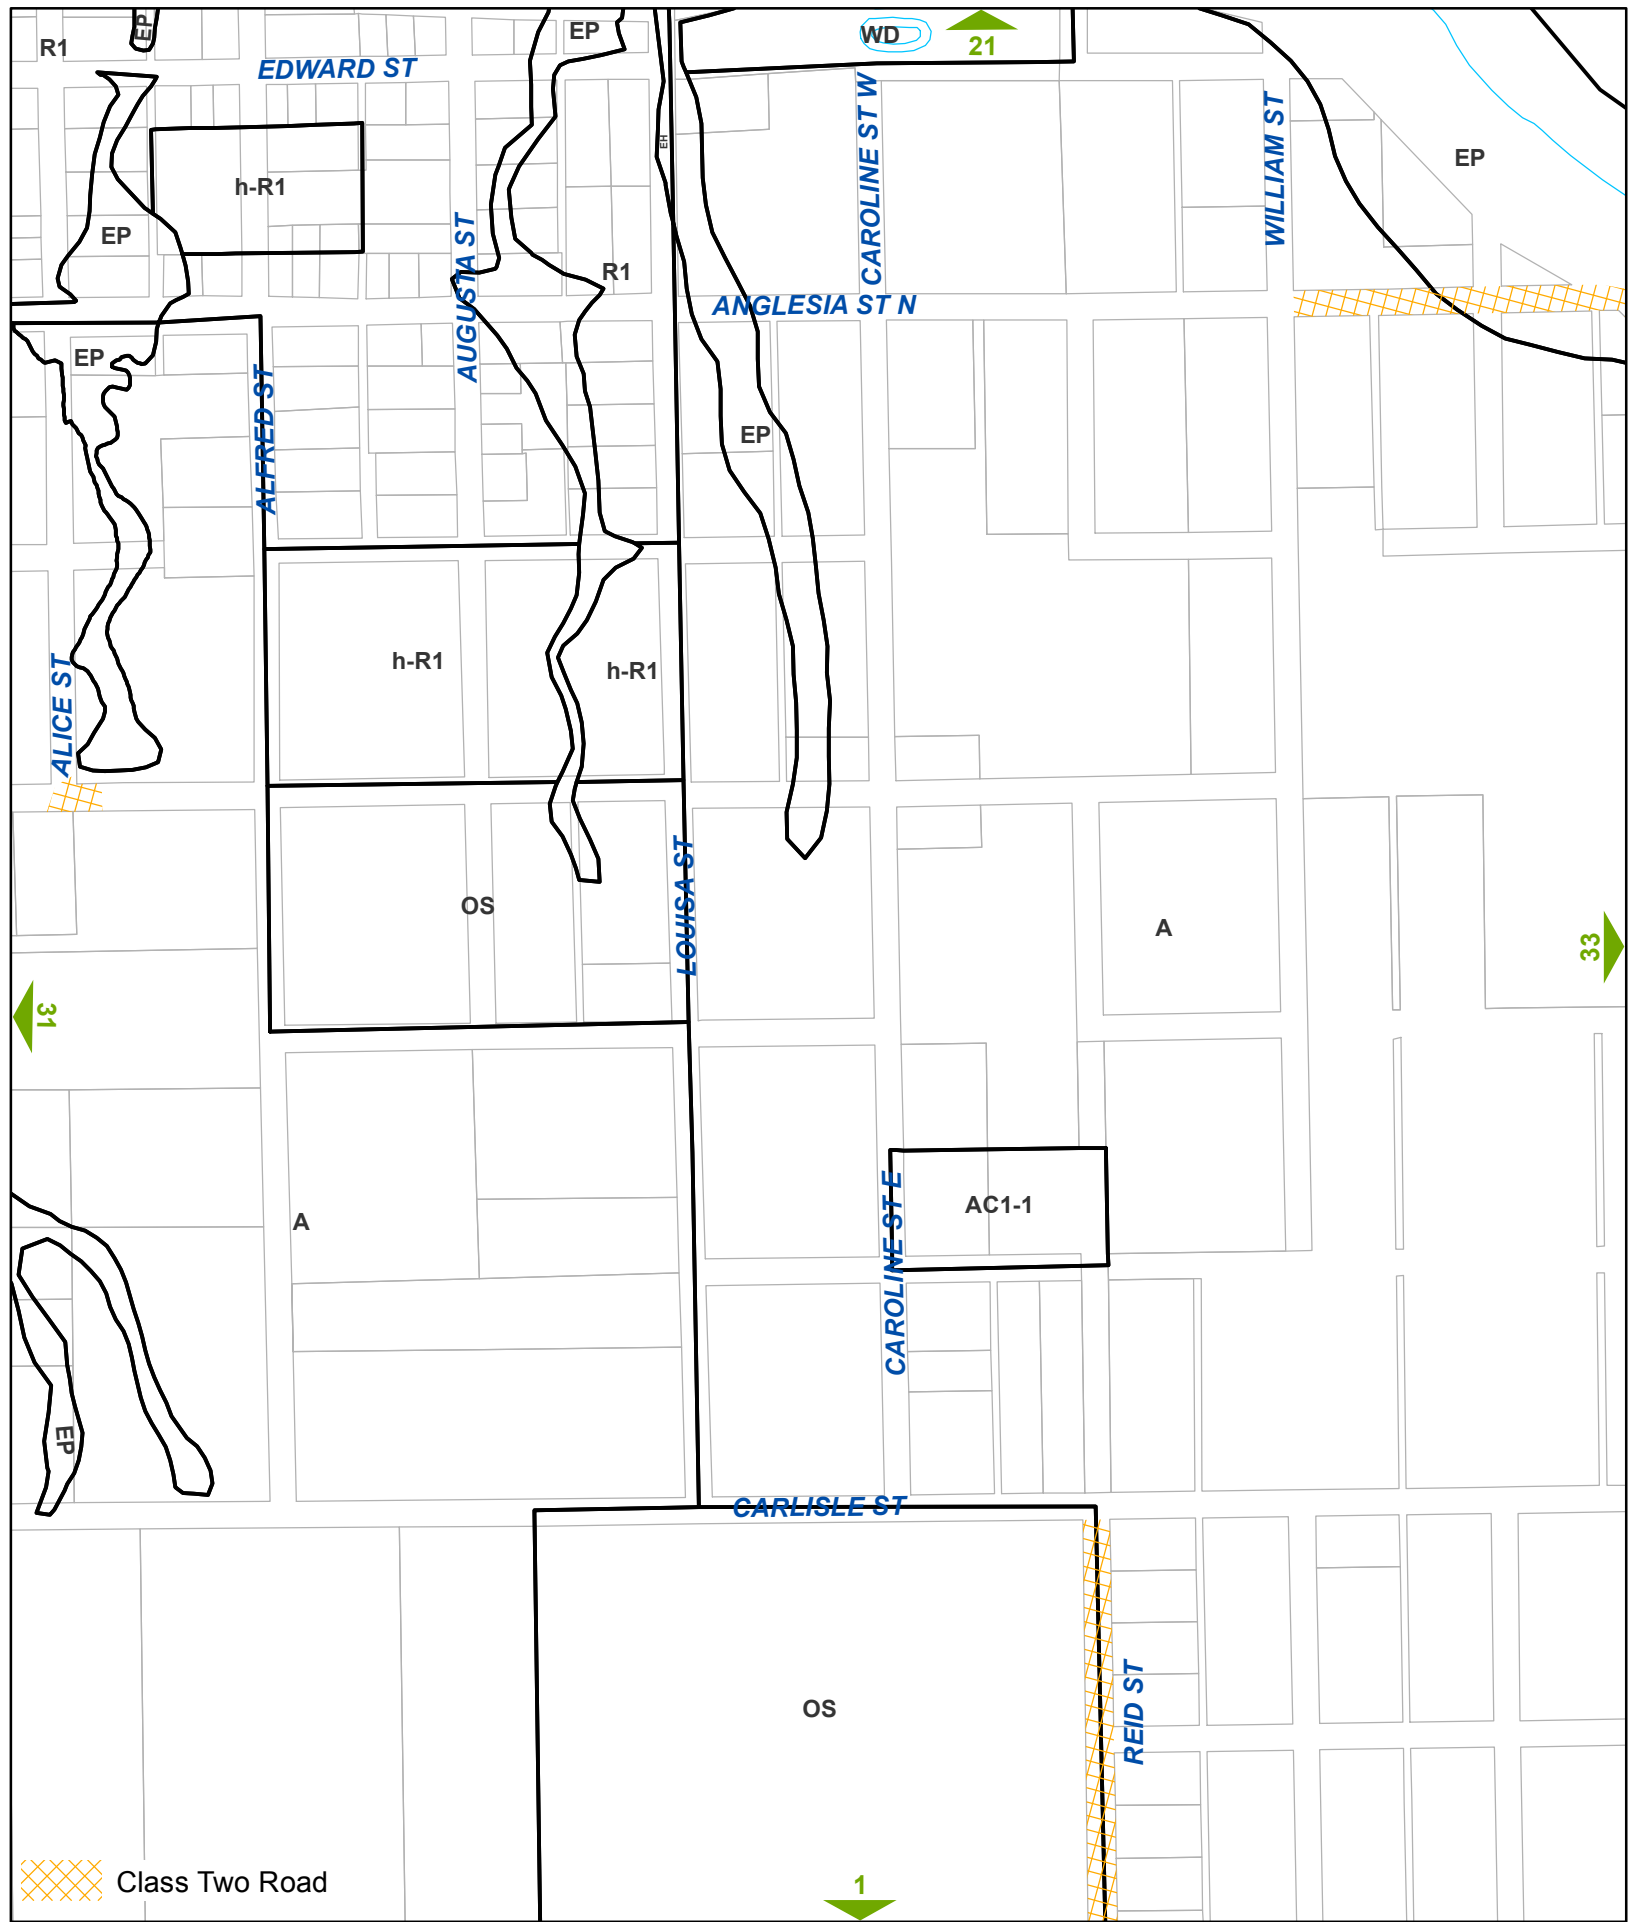 EP
EP
WD
21
R1
EDWARD ST
CAROLINE ST W
WILLIAM ST
EH
EP
h-R1
EP
AUGUSTA ST
R1
ANGLESIA ST N
EP
ALFRED ST
EP
h-R1
h-R1
ALICE ST
OS
LOUISA ST
A
33
31
AC1-1
A
CAROLINE ST E
EP
CARLISLE ST
OS
REID ST
Class Two Road
1